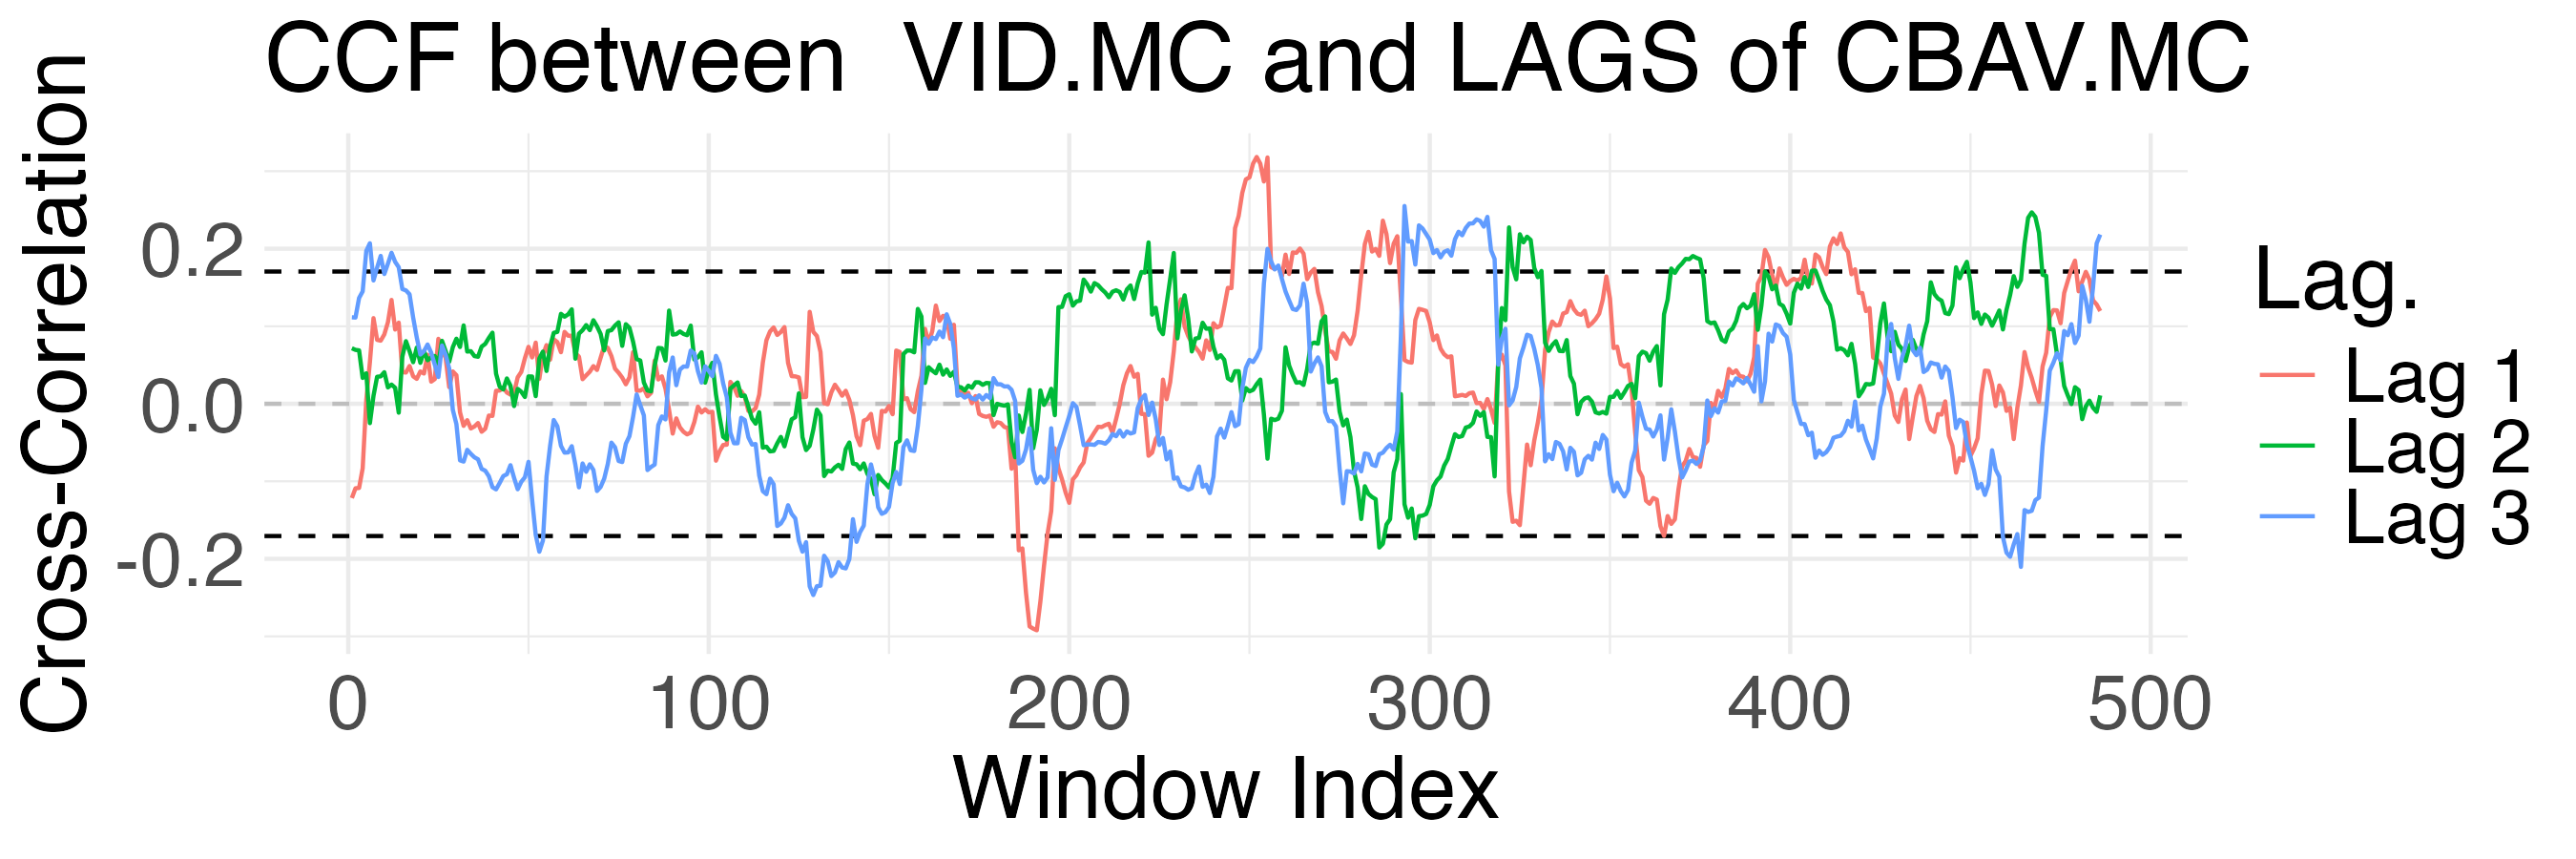 CCF between  VID.MC and LAGS of CBAV.MC
Cross-Correlation
0.2
0.0
-0.2
0 100 200 300 400 500
Window Index
Lag.
Lag 1
Lag 2
Lag 3